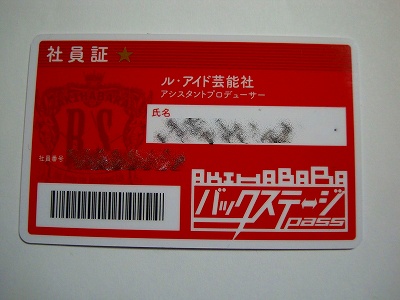 社員証 ★
ル・アイド芸能社
アシスタントプロデューサー
氏名
B.S.
社員番号
AKIHABARA
バックステージ
pass